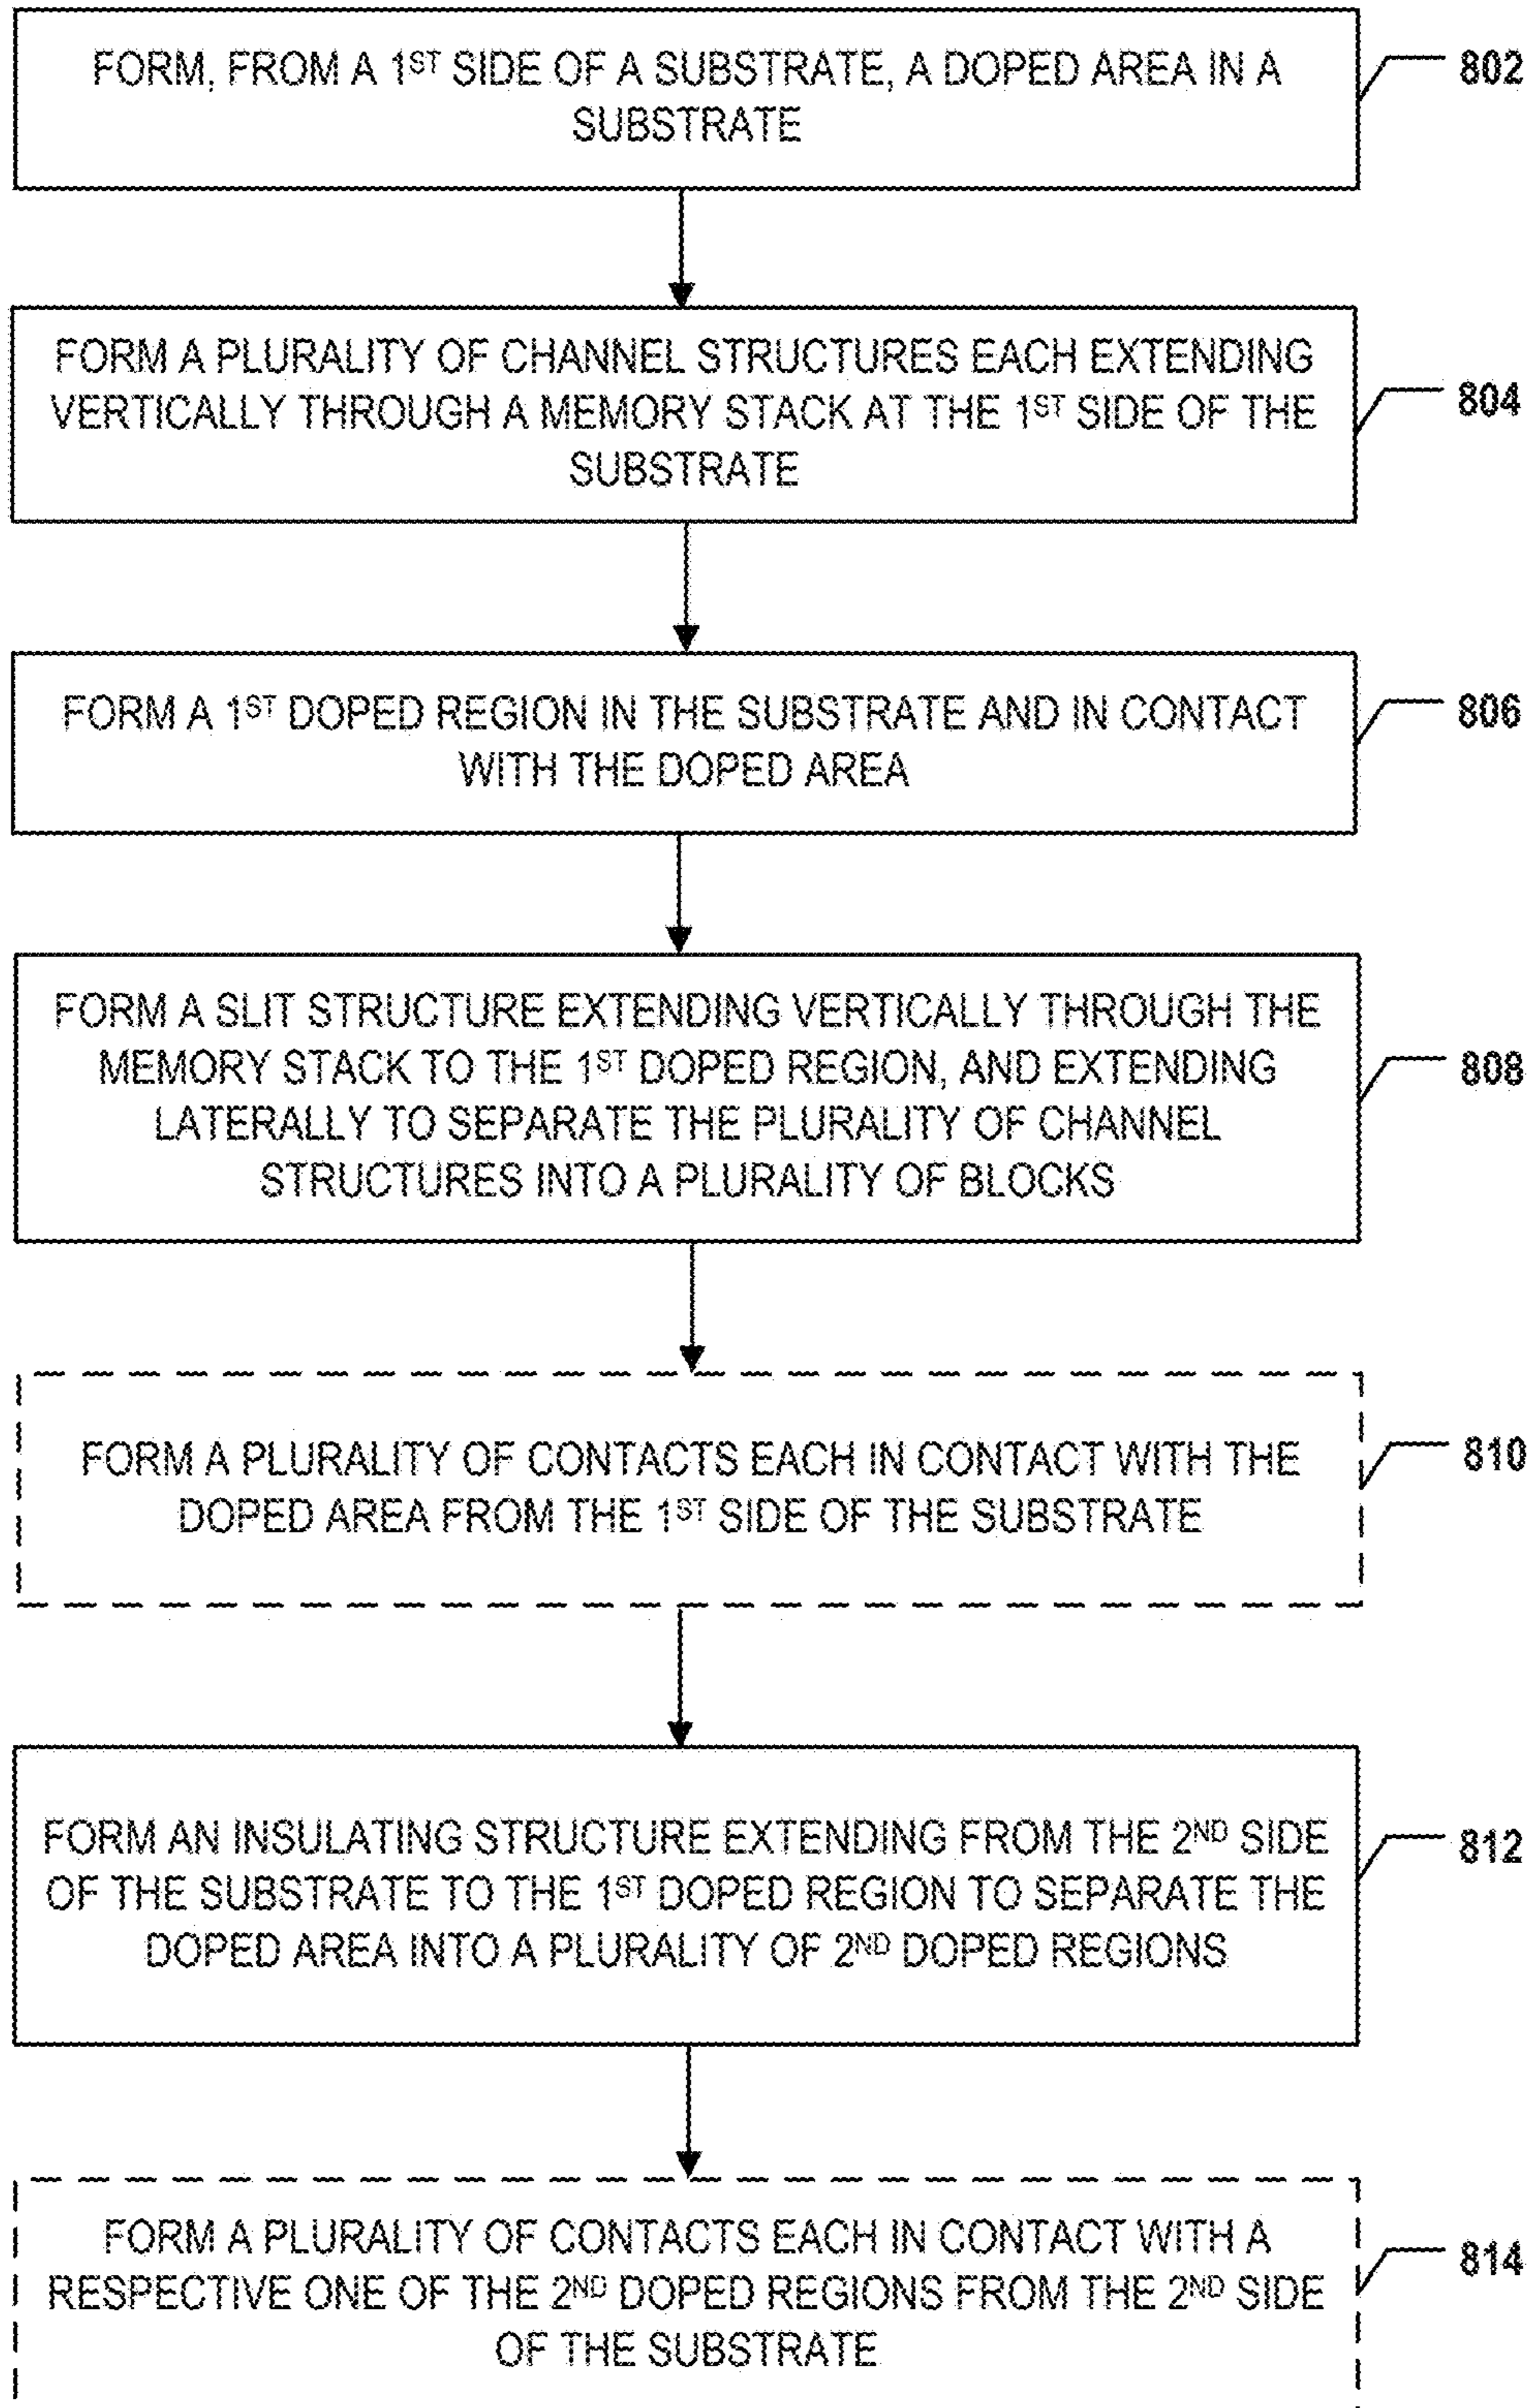 FORM, FROM A 1ST SIDE OF A SUBSTRATE, A DOPED AREA IN A
SUBSTRATE
802
FORM A PLURALITY OF CHANNEL STRUCTURES EACH EXTENDING
VERTICALLY THROUGH A MEMORY STACK AT THE 1ST SIDE OF THE
SUBSTRATE
804
FORM A 1ST DOPED REGION IN THE SUBSTRATE AND IN CONTACT
WITH THE DOPED AREA
806
FORM A SLIT STRUCTURE EXTENDING VERTICALLY THROUGH THE
MEMORY STACK TO THE 1ST DOPED REGION, AND EXTENDING
LATERALLY TO SEPARATE THE PLURALITY OF CHANNEL
STRUCTURES INTO A PLURALITY OF BLOCKS
808
FORM A PLURALITY OF CONTACTS EACH IN CONTACT WITH THE
DOPED AREA FROM THE 1ST SIDE OF THE SUBSTRATE
810
FORM AN INSULATING STRUCTURE EXTENDING FROM THE 2ND SIDE
OF THE SUBSTRATE TO THE 1ST DOPED REGION TO SEPARATE THE
DOPED AREA INTO A PLURALITY OF 2ND DOPED REGIONS
812
FORM A PLURALITY OF CONTACTS EACH IN CONTACT WITH A
RESPECTIVE ONE OF THE 2ND DOPED REGIONS FROM THE 2ND SIDE
OF THE SUBSTRATE
814